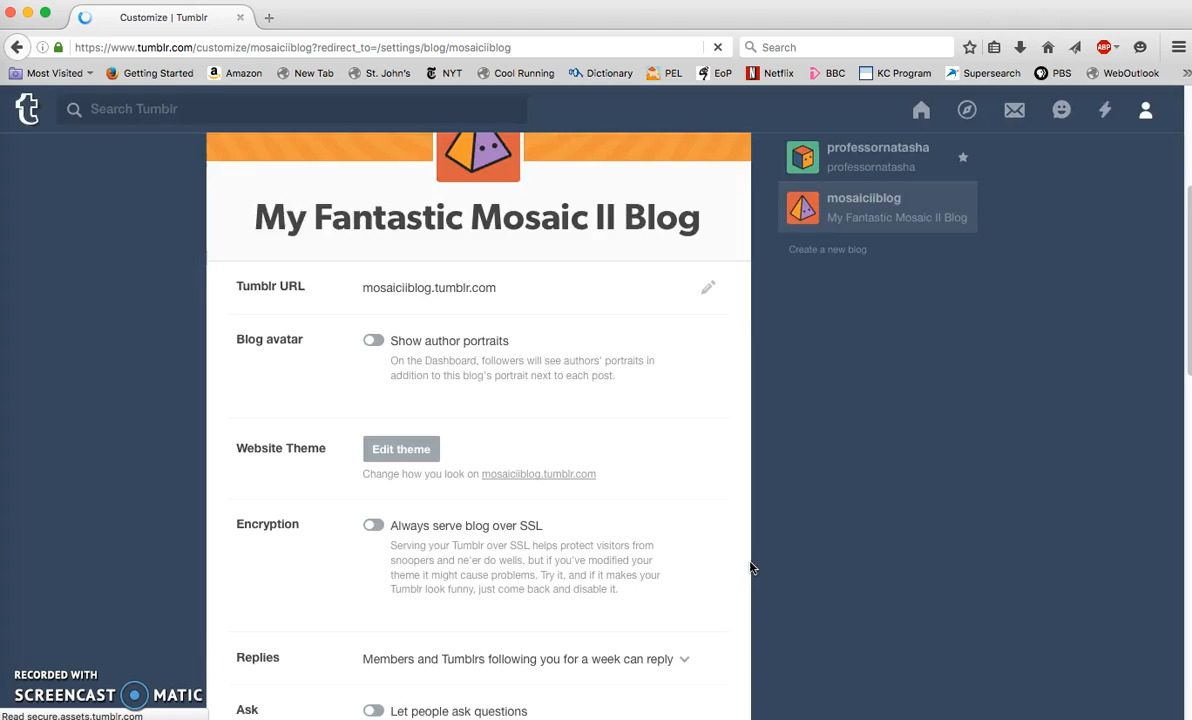 Customize | Tumblr
https://www.tumblr.com/customize/mosaiciiblog?redirect_to=/settings/blog/mosaiciiblog
Search
ABP
Most Visited
Getting Started
Amazon
New Tab
St. John's
NYT
Cool Running
Dictionary
PEL
EoP
Netflix
BBC
KC Program
Supersearch
PBS
WebOutlook
Search Tumblr
professornatasha
professornatasha
mosaiciiblog
My Fantastic Mosaic II Blog
Create a new blog
My Fantastic Mosaic II Blog
Tumblr URL
mosaiciiblog.tumblr.com
Blog avatar
Show author portraits
On the Dashboard, followers will see authors' portraits in
addition to this blog's portrait next to each post.
Website Theme
Edit theme
Change how you look on mosaiciiblog.tumblr.com
Encryption
Always serve blog over SSL
Serving your Tumblr over SSL helps protect visitors from
snoopers and ne'er do wells, but if you've modified your
theme it might cause problems. Try it, and if it makes your
Tumblr look funny, just come back and disable it.
Replies
Members and Tumblrs following you for a week can reply
Ask
Let people ask questions
RECORDED WITH
SCREENCAST MATIC
Read secure.assets.tumblr.com